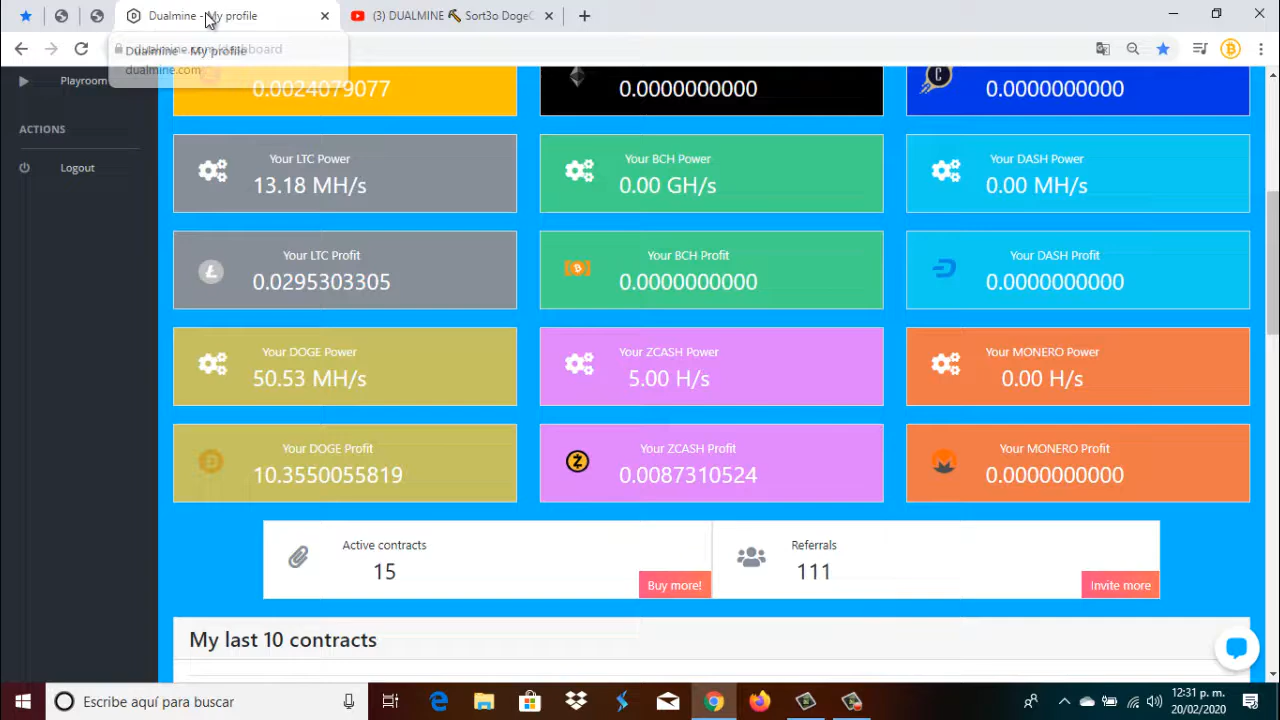 Dualmine - My profile
(3) DUALMINE 🔨 Sort3o DogeC
dualmine.com/dashboard
Dualmine - My profile
dualmine.com
Playroom
ACTIONS
Logout
0.0024079077
0.0000000000
0.0000000000
Your LTC Power
13.18 MH/s
Your BCH Power
0.00 GH/s
Your DASH Power
0.00 MH/s
Your LTC Profit
0.0295303305
Your BCH Profit
0.0000000000
Your DASH Profit
0.0000000000
Your DOGE Power
50.53 MH/s
Your ZCASH Power
5.00 H/s
Your MONERO Power
0.00 H/s
Your DOGE Profit
10.3550055819
Your ZCASH Profit
0.0087310524
Your MONERO Profit
0.0000000000
Active contracts
15
Buy more!
Referrals
111
Invite more
My last 10 contracts
Escribe aquí para buscar
12:31 p. m.
20/02/2020